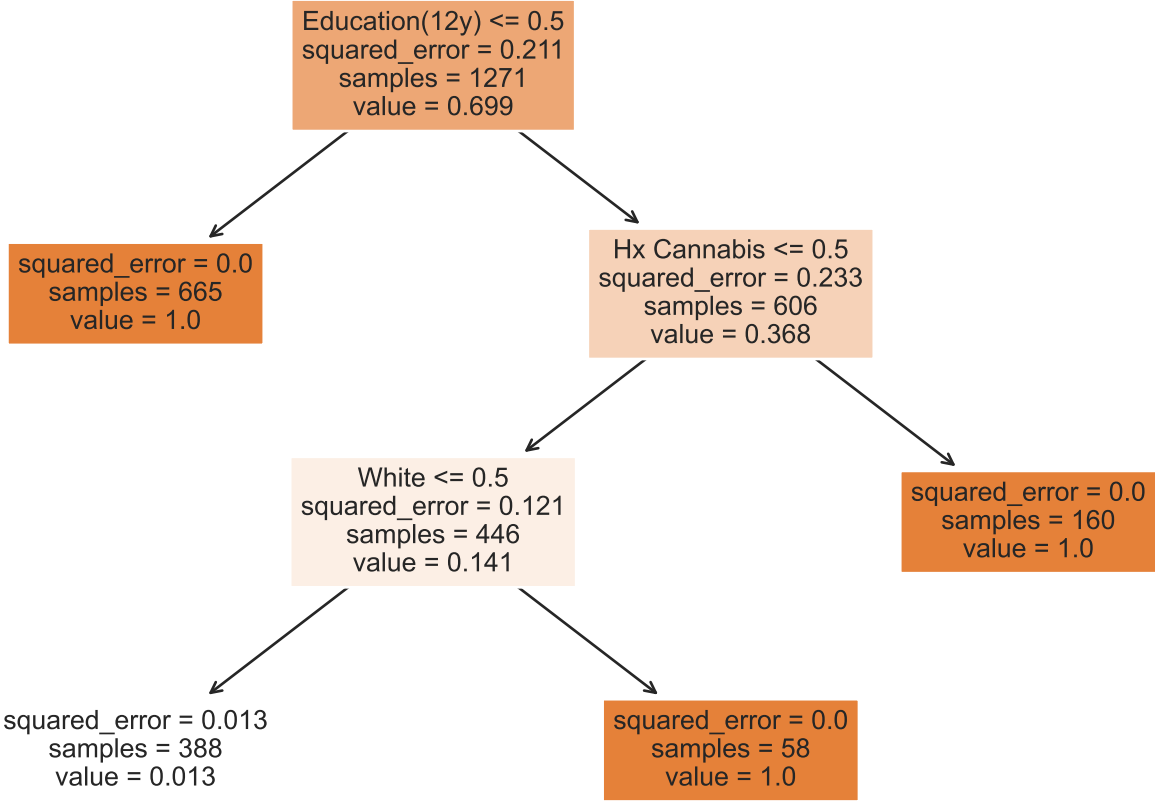 Education(12y) <= 0.5
squared_error = 0.211
samples = 1271
value = 0.699
squared_error = 0.0
samples = 665
value = 1.0
Hx Cannabis <= 0.5
squared_error = 0.233
samples = 606
value = 0.368
White <= 0.5
squared_error = 0.121
samples = 446
value = 0.141
squared_error = 0.0
samples = 160
value = 1.0
squared_error = 0.013
samples = 388
value = 0.013
squared_error = 0.0
samples = 58
value = 1.0